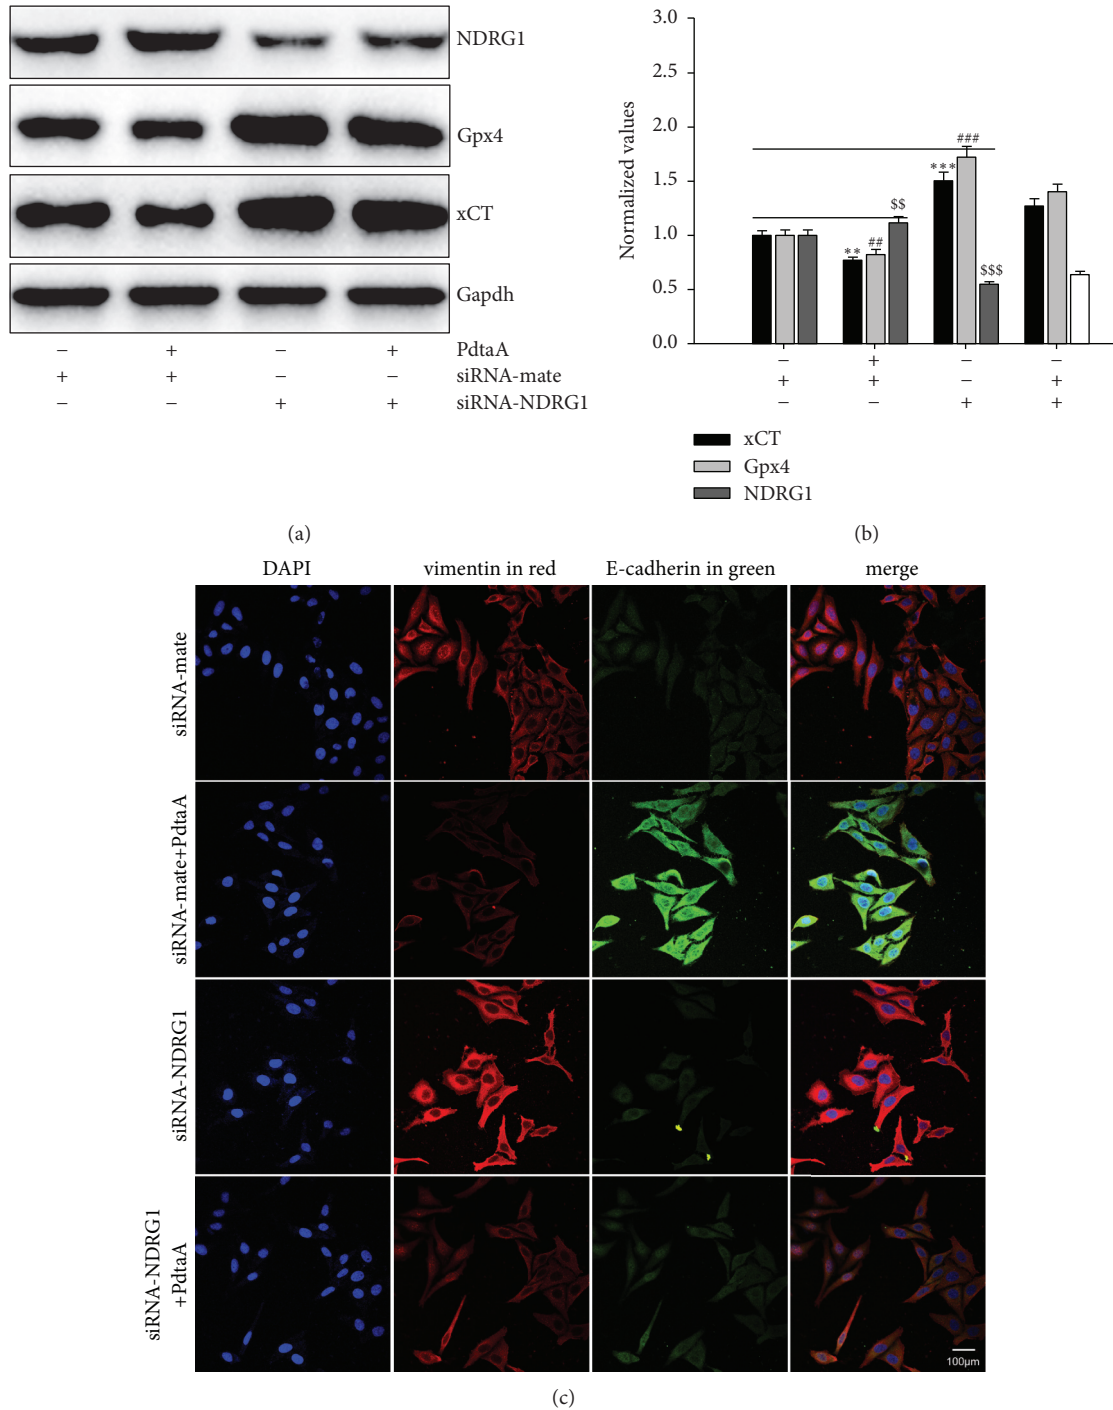 NDRG1
Gpx4
xCT
Gapdh
− + − + PdtaA
+ + − − siRNA-mate
− − + + siRNA-NDRG1
(a)
Normalized values
3.0
2.5
2.0
1.5
1.0
0.5
0.0
** ## $$
*** ### $$$
− + − +
+ + − +
− − + +
xCT
Gpx4
NDRG1
(b)
DAPI vimentin in red E-cadherin in green merge
siRNA-mate
siRNA-mate+PdtaA
siRNA-NDRG1
siRNA-NDRG1
+PdtaA
100μm
(c)